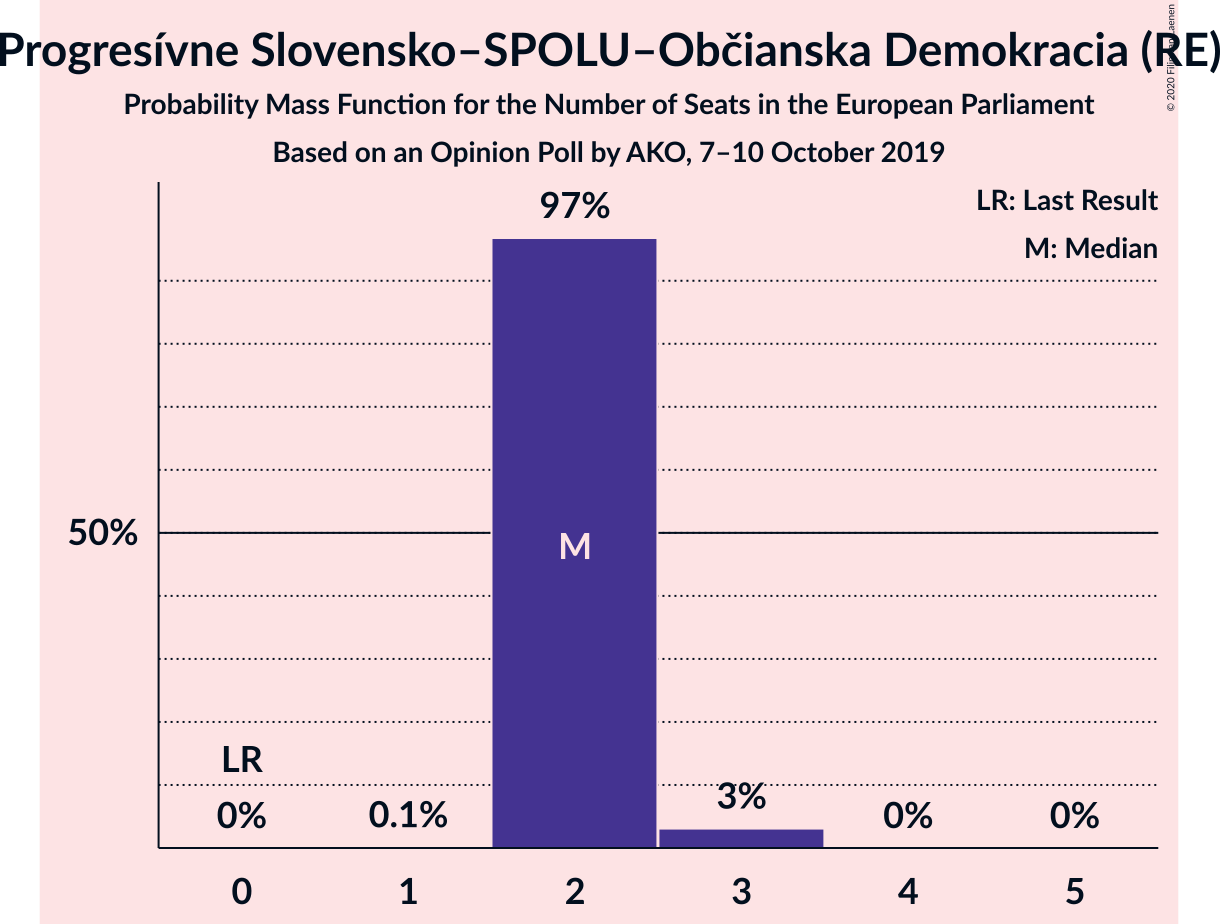 Progresívne Slovensko–SPOLU–Občianska Demokracia (RE)
Probability Mass Function for the Number of Seats in the European Parliament
Based on an Opinion Poll by AKO, 7–10 October 2019
© 2020
LR: Last Result
M: Median
97%
50%
M
LR
0%
0.1%
3%
0%
0%
0
1
2
3
4
5